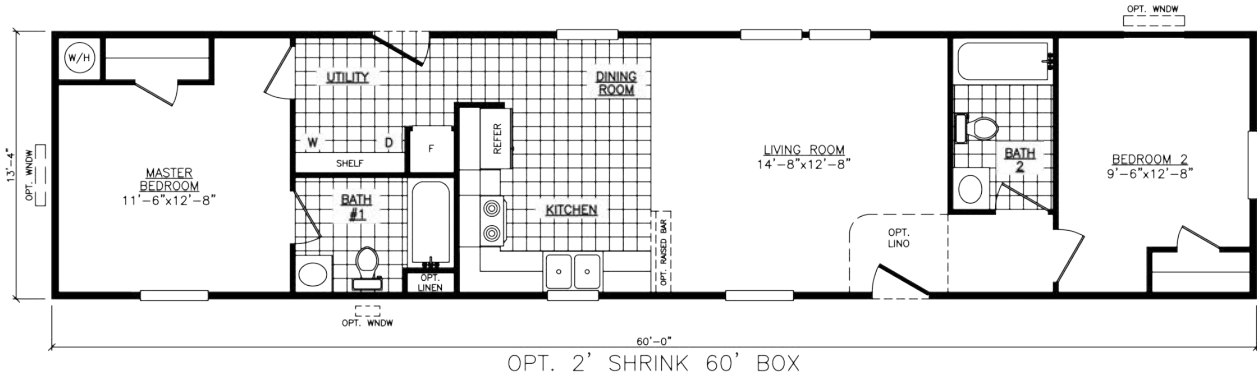 OPT. WNDW
W/H
UTILITY
DINING
ROOM
13'-4"
OPT. WNDW
W
D
F
REFER
SHELF
MASTER
BEDROOM
11'-6"x12'-8"
LIVING ROOM
14'-8"x12'-8"
BATH
2
BEDROOM 2
9'-6"x12'-8"
BATH
#1
KITCHEN
OPT. RAISED BAR
OPT.
LINO
OPT.
LINEN
OPT. WNDW
60'-0"
OPT. 2' SHRINK 60' BOX